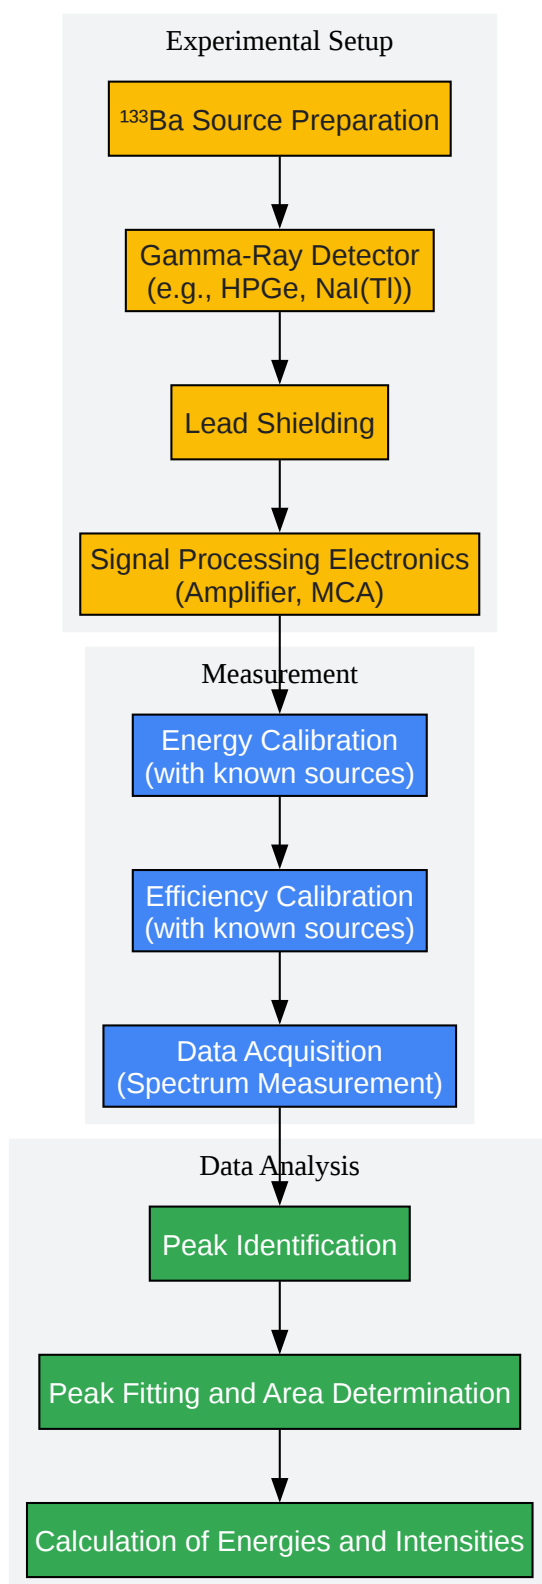 Experimental Setup
¹³³Ba Source Preparation
Gamma-Ray Detector
(e.g., HPGe, NaI(Tl))
Lead Shielding
Signal Processing Electronics
(Amplifier, MCA)
Measurement
Energy Calibration
(with known sources)
Efficiency Calibration
(with known sources)
Data Acquisition
(Spectrum Measurement)
Data Analysis
Peak Identification
Peak Fitting and Area Determination
Calculation of Energies and Intensities